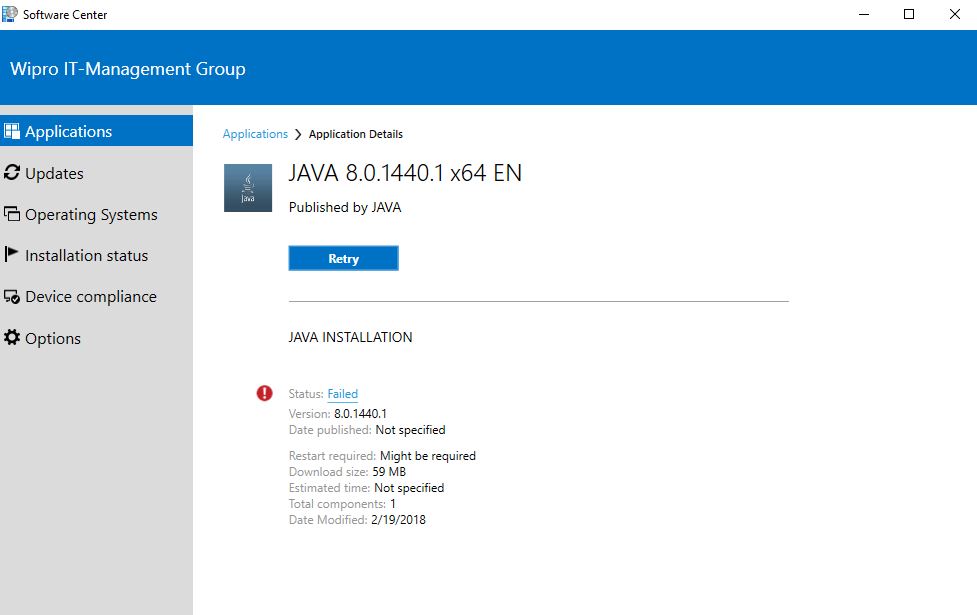 Software Center
Wipro IT-Management Group
Applications
Updates
Operating Systems
Installation status
Device compliance
Options
Applications > Application Details
Java
JAVA 8.0.1440.1 x64 EN
Published by JAVA
Retry
JAVA INSTALLATION
Status: Failed
Version: 8.0.1440.1
Date published: Not specified
Restart required: Might be required
Download size: 59 MB
Estimated time: Not specified
Total components: 1
Date Modified: 2/19/2018